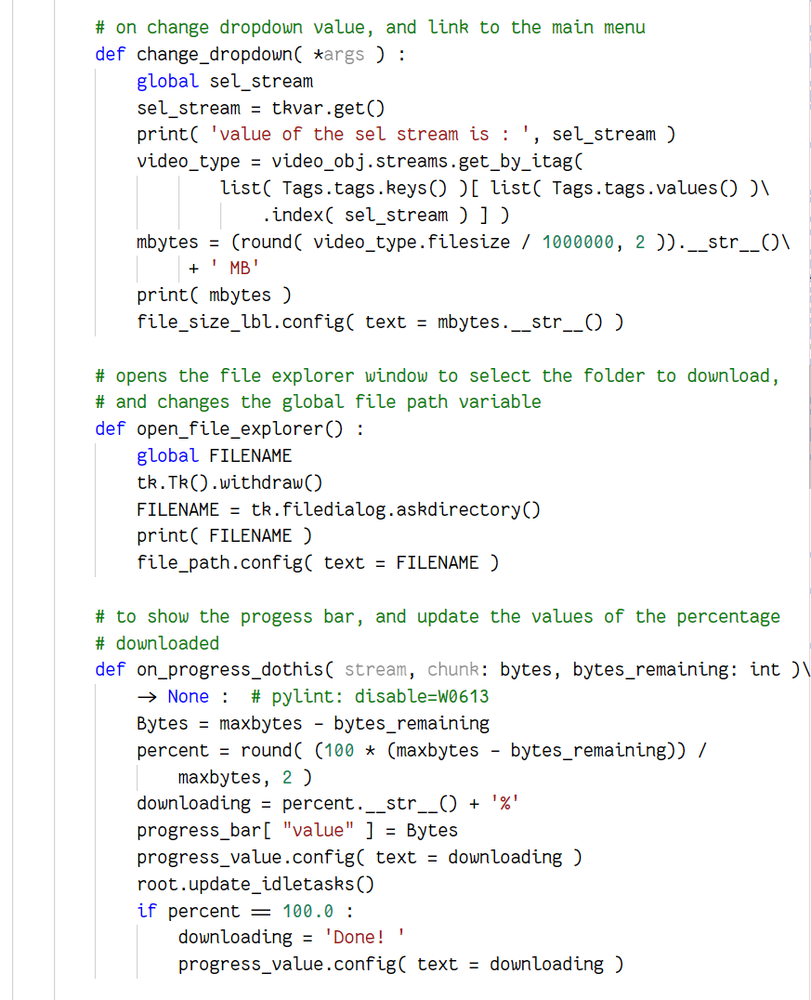 # on change dropdown value, and link to the main menu
def change_dropdown( *args ) :
global sel_stream
sel_stream = tkvar.get()
print( 'value of the sel stream is : ', sel_stream )
video_type = video_obj.streams.get_by_itag(
list( Tags.tags.keys() )[ list( Tags.tags.values() )\
.index( sel_stream ) ] )
mbytes = (round( video_type.filesize / 1000000, 2 )).__str__()\
+ ' MB'
print( mbytes )
file_size_lbl.config( text = mbytes.__str__() )
# opens the file explorer window to select the folder to download,
# and changes the global file path variable
def open_file_explorer() :
global FILENAME
tk.Tk().withdraw()
FILENAME = tk.filedialog.askdirectory()
print( FILENAME )
file_path.config( text = FILENAME )
# to show the progess bar, and update the values of the percentage
# downloaded
def on_progress_dothis( stream, chunk: bytes, bytes_remaining: int )\
→ None : # pylint: disable=W0613
Bytes = maxbytes - bytes_remaining
percent = round( (100 * (maxbytes - bytes_remaining)) /
maxbytes, 2 )
downloading = percent.__str__() + '%'
progress_bar[ "value" ] = Bytes
progress_value.config( text = downloading )
root.update_idletasks()
if percent == 100.0 :
downloading = 'Done! '
progress_value.config( text = downloading )